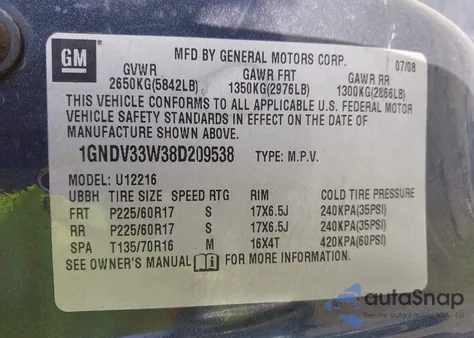 GM
MFD BY GENERAL MOTORS CORP. 07/08
GVWR GAWR FRT GAWR RR
2650KG(5842LB) 1350KG(2976LB) 1300KG(2866LB)
THIS VEHICLE CONFORMS TO ALL APPLICABLE U.S. FEDERAL MOTOR
VEHICLE SAFETY STANDARDS IN EFFECT ON THE DATE OF
MANUFACTURE SHOWN ABOVE.
1GNDV33W38D209538 TYPE: M.P.V.
MODEL: U12216
UBBH TIRE SIZE SPEED RTG RIM COLD TIRE PRESSURE
FRT P225/60R17 S 17X6.5J 240KPA(35PSI)
RR P225/60R17 S 17X6.5J 240KPA(35PSI)
SPA T135/70R16 M 16X4T 420KPA(60PSI)
SEE OWNER'S MANUAL i FOR MORE INFORMATION.
autoSnap